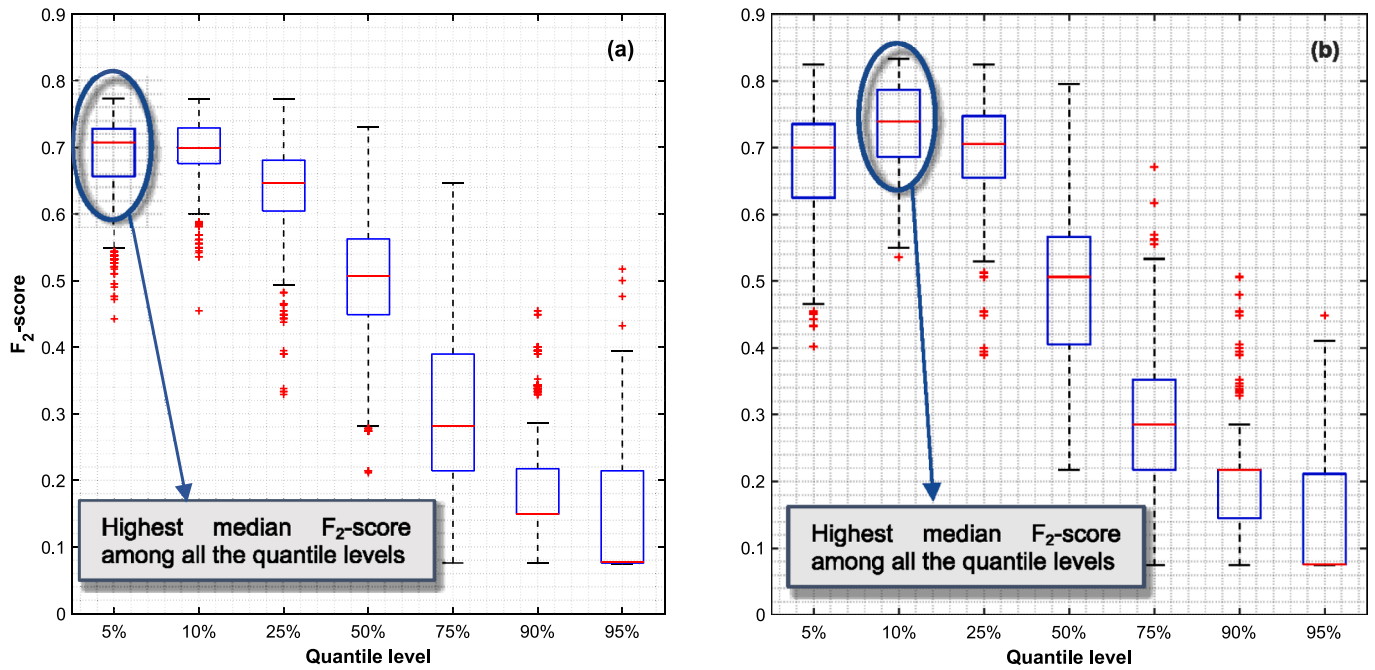 (a)
0.9
0.8
0.7
0.6
0.5
0.4
0.3
0.2
0.1
0
F₂-score
Highest median F₂-score
among all the quantile levels
5% 10% 25% 50% 75% 90% 95%
Quantile level
(b)
0.9
0.8
0.7
0.6
0.5
0.4
0.3
0.2
0.1
0
Highest median F₂-score
among all the quantile levels
5% 10% 25% 50% 75% 90% 95%
Quantile level